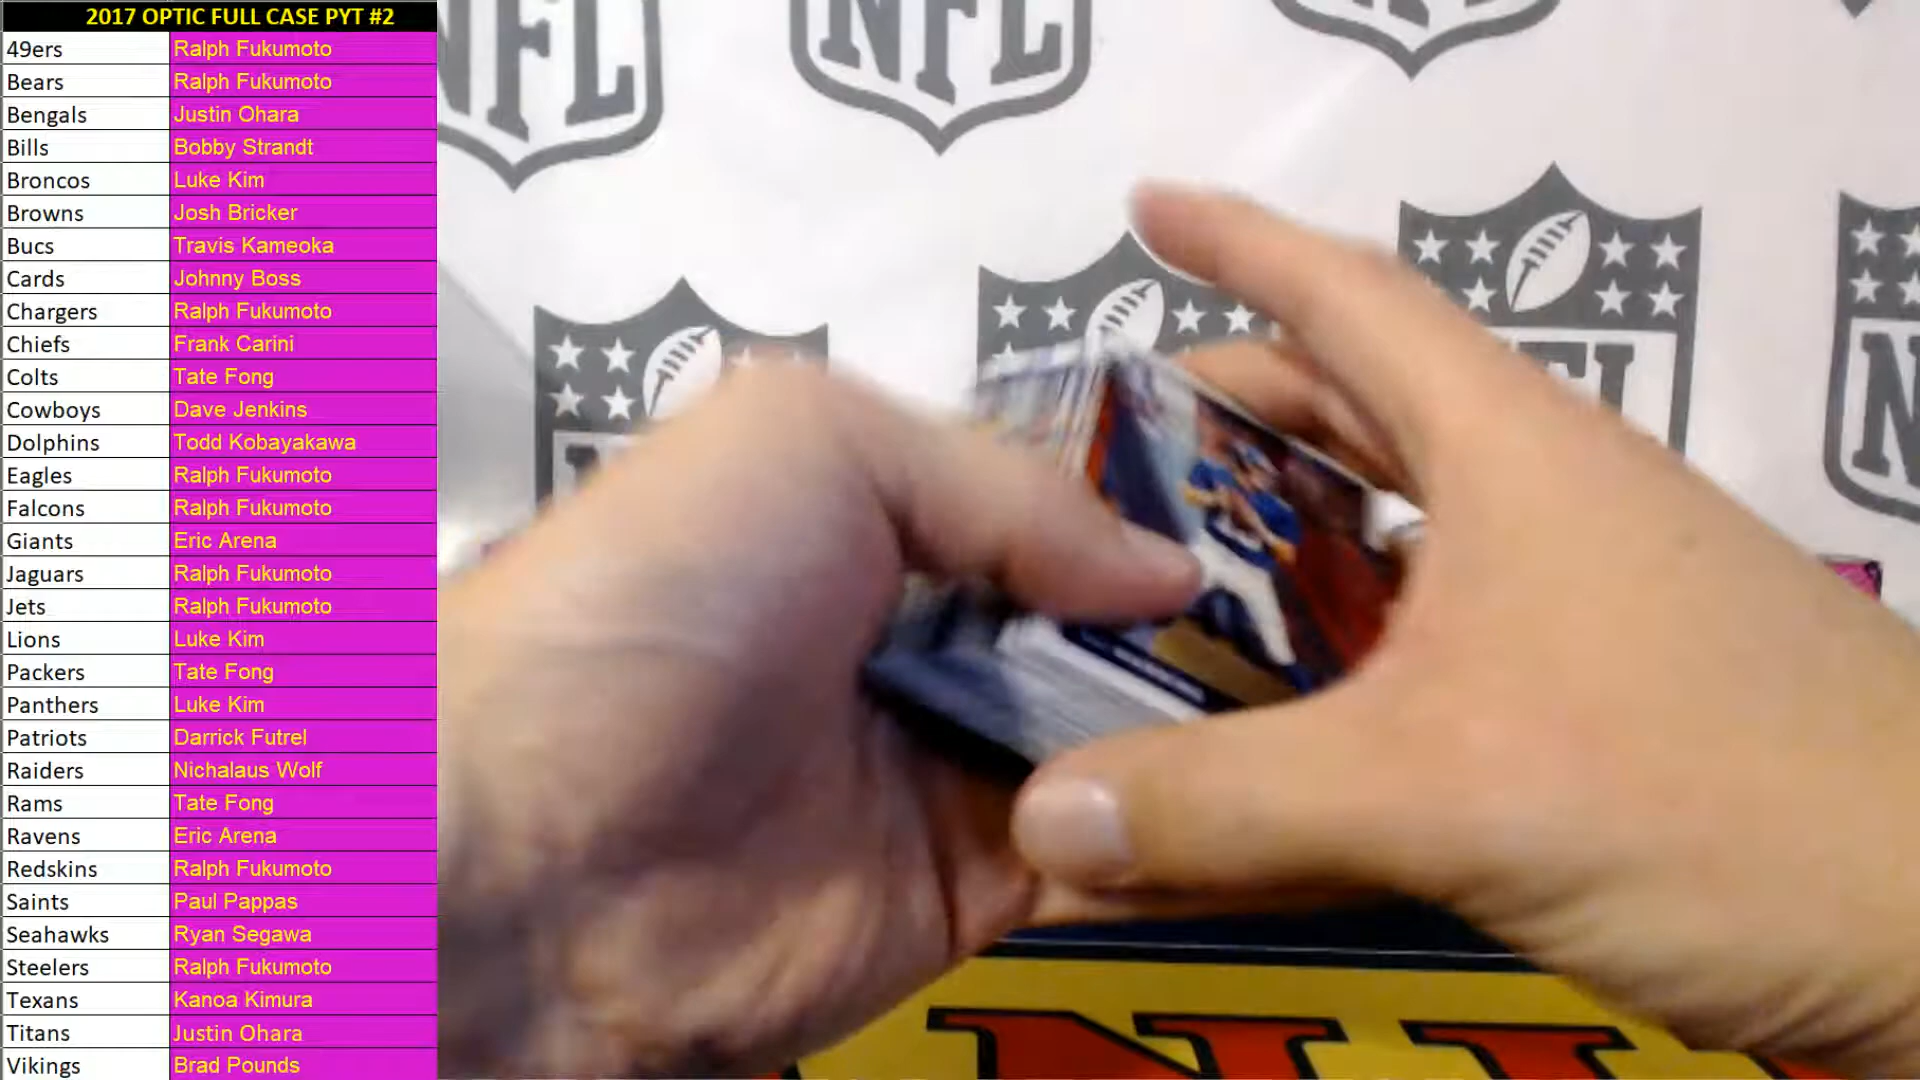 2017 OPTIC FULL CASE PYT #2
49ers Ralph Fukumoto
Bears Ralph Fukumoto
Bengals Justin Ohara
Bills Bobby Strandt
Broncos Luke Kim
Browns Josh Bricker
Bucs Travis Kameoka
Cards Johnny Boss
Chargers Ralph Fukumoto
Chiefs Frank Carini
Colts Tate Fong
Cowboys Dave Jenkins
Dolphins Todd Kobayakawa
Eagles Ralph Fukumoto
Falcons Ralph Fukumoto
Giants Eric Arena
Jaguars Ralph Fukumoto
Jets Ralph Fukumoto
Lions Luke Kim
Packers Tate Fong
Panthers Luke Kim
Patriots Darrick Futrel
Raiders Nichalaus Wolf
Rams Tate Fong
Ravens Eric Arena
Redskins Ralph Fukumoto
Saints Paul Pappas
Seahawks Ryan Segawa
Steelers Ralph Fukumoto
Texans Kanoa Kimura
Titans Justin Ohara
Vikings Brad Pounds
NFL
NFL
NFL
NFL